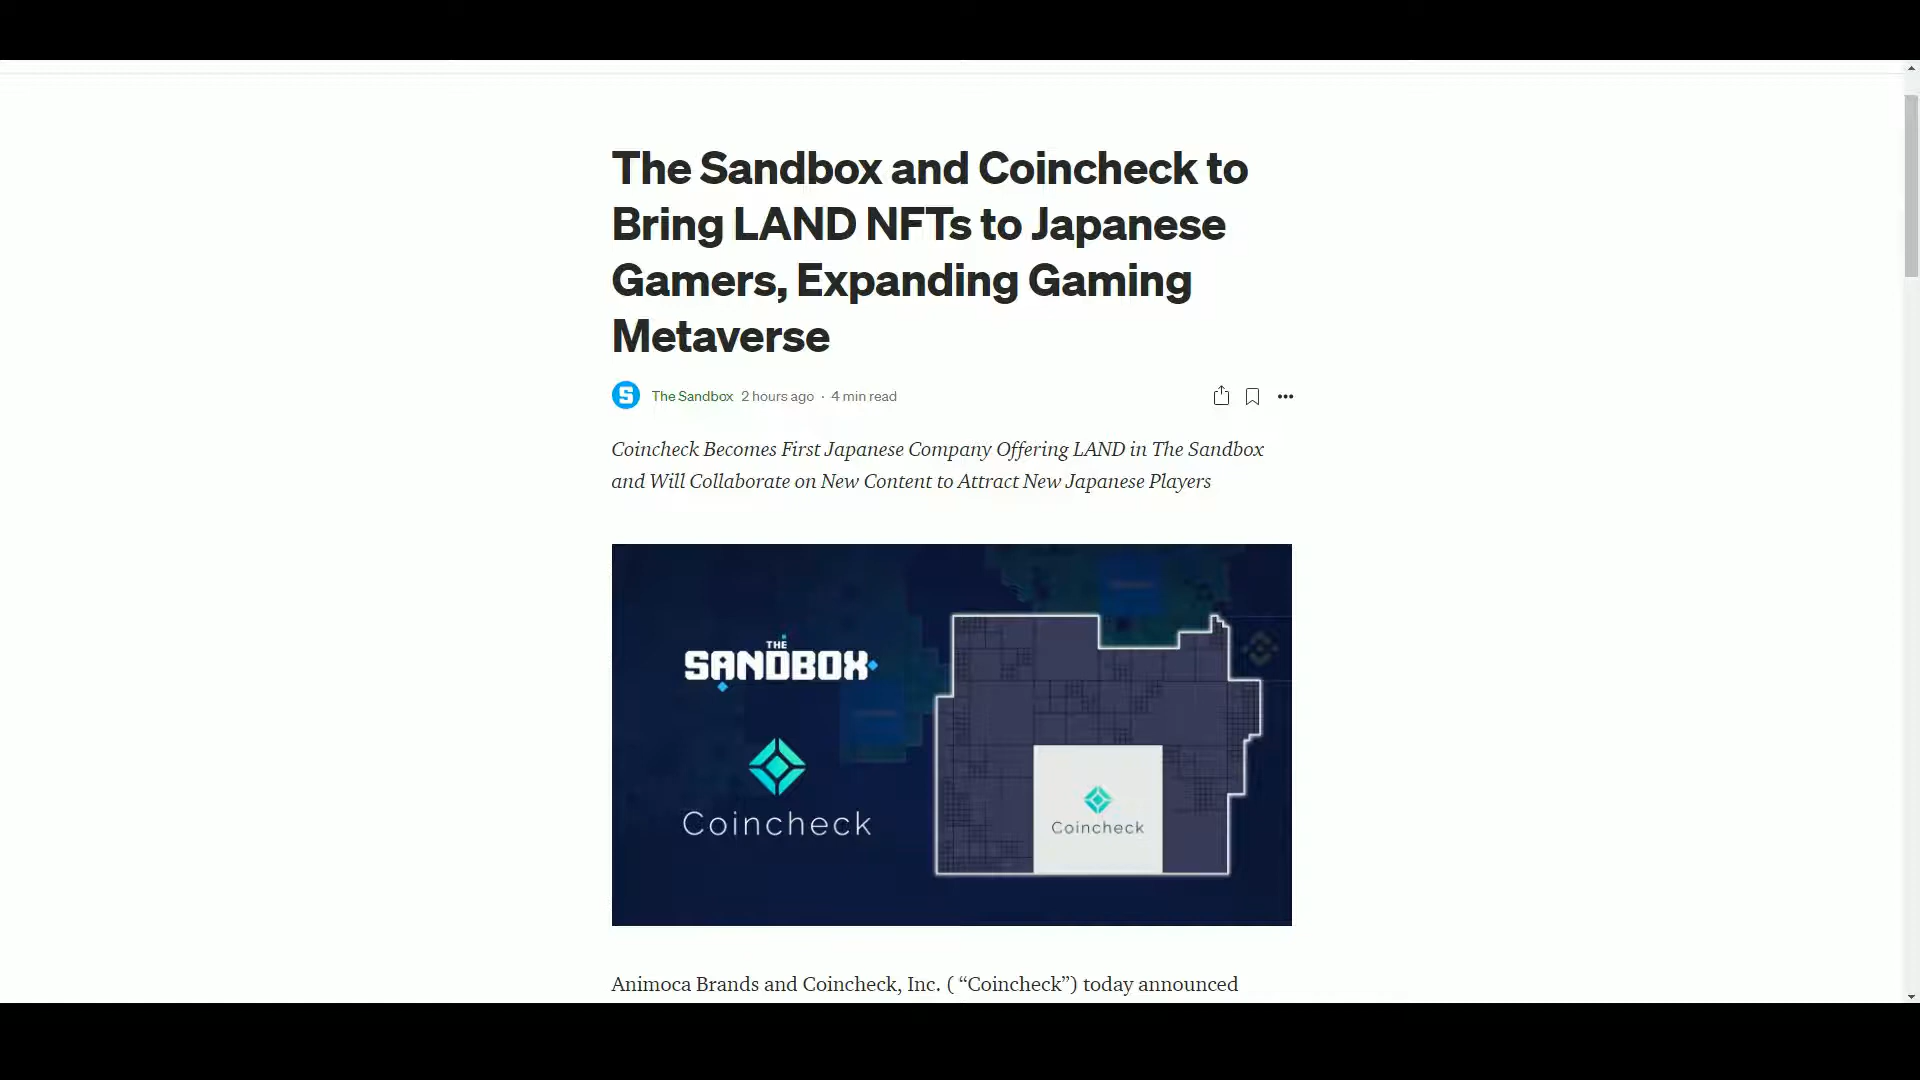 The Sandbox and Coincheck to
Bring LAND NFTs to Japanese
Gamers, Expanding Gaming
Metaverse
The Sandbox 2 hours ago · 4 min read
Coincheck Becomes First Japanese Company Offering LAND in The Sandbox
and Will Collaborate on New Content to Attract New Japanese Players
THE
SANDBOX
Coincheck
Coincheck
Animoca Brands and Coincheck, Inc. ( “Coincheck”) today announced